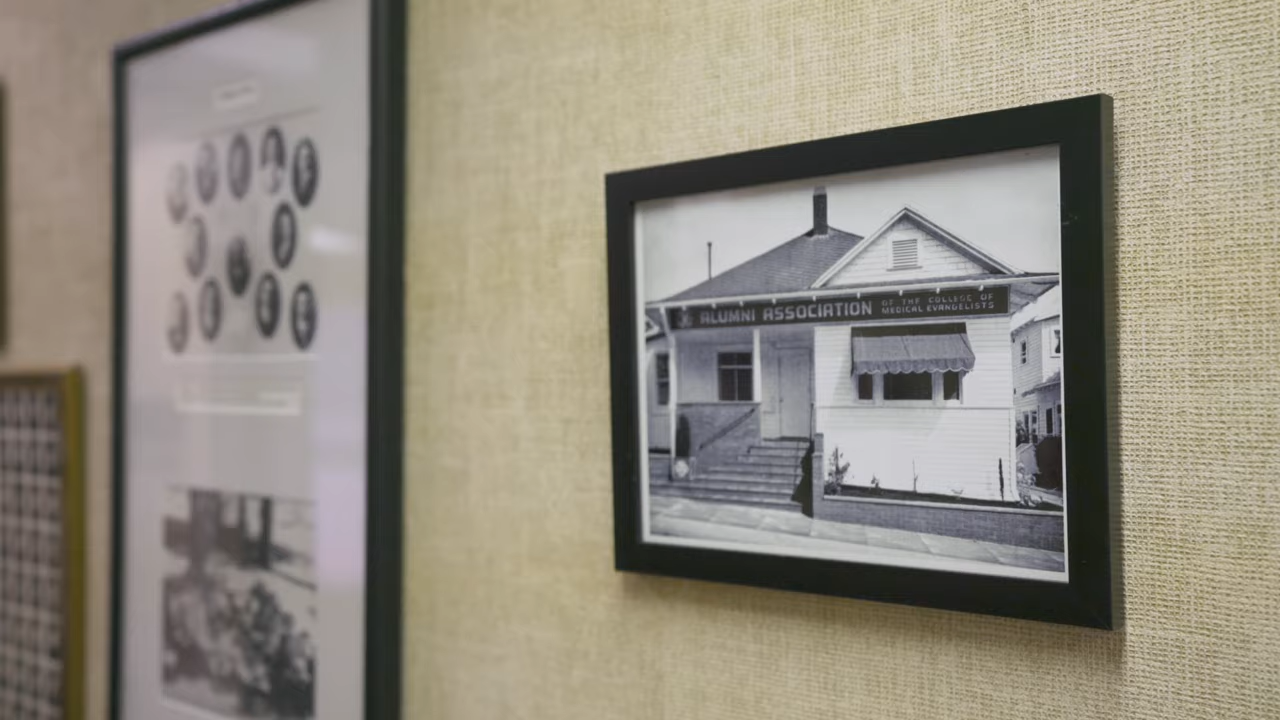 ALUMNI ASSOCIATION
OF THE COLLEGE OF
MEDICAL EVANGELISTS